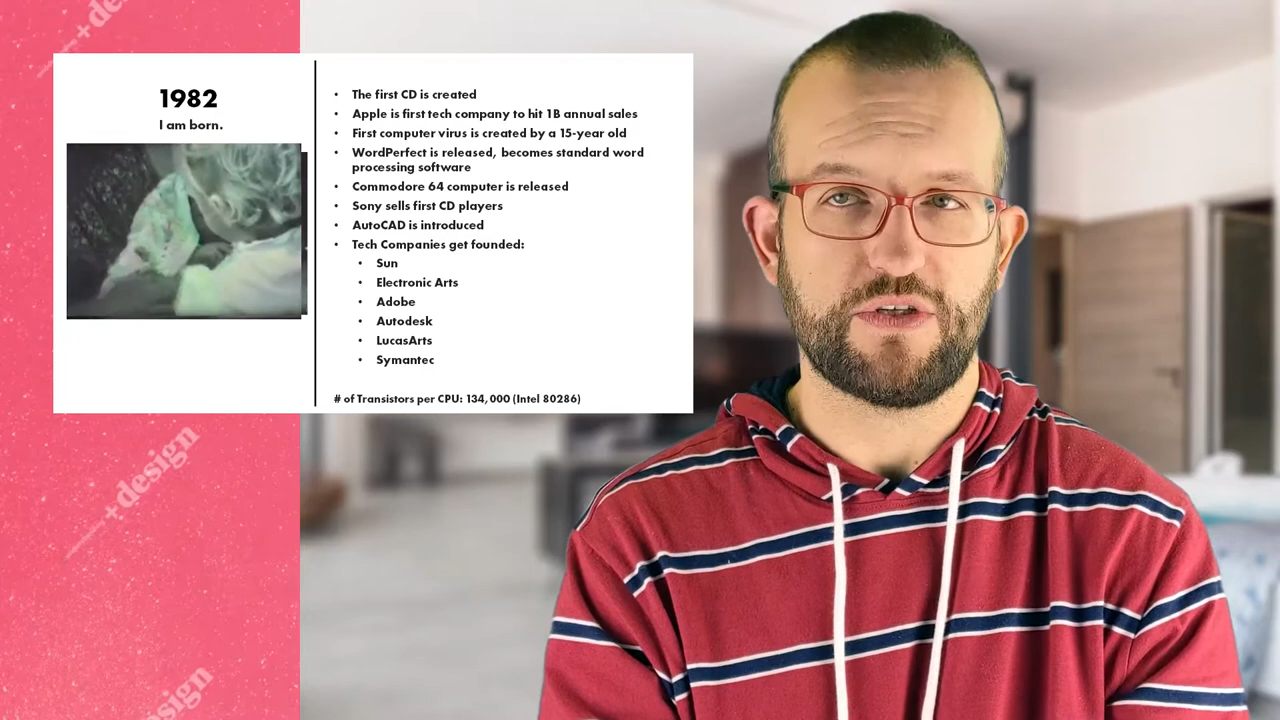 +de
1982
I am born.
• The first CD is created
• Apple is first tech company to hit 1B annual sales
• First computer virus is created by a 15-year old
• WordPerfect is released, becomes standard word
processing software
• Commodore 64 computer is released
• Sony sells first CD players
• AutoCAD is introduced
• Tech Companies get founded:
• Sun
• Electronic Arts
• Adobe
• Autodesk
• LucasArts
• Symantec
# of Transistors per CPU: 134,000 (Intel 80286)
+design
design